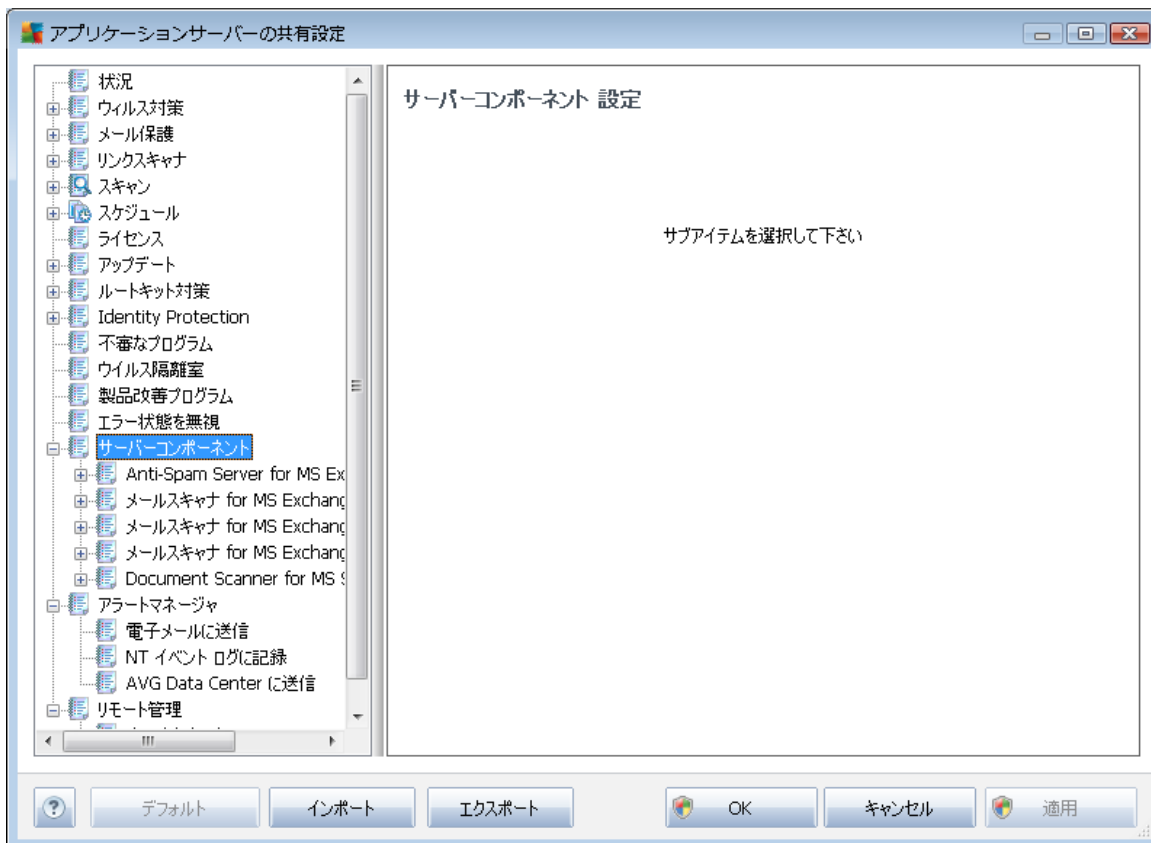 アプリケーションサーバーの共有設定
状況
ウィルス対策
メール保護
リンクスキャナ
スキャン
スケジュール
ライセンス
アップデート
ルートキット対策
Identity Protection
不審なプログラム
ウイルス隔離室
製品改善プログラム
エラー状態を無視
サーバーコンポーネント
Anti-Spam Server for MS Ex
メールスキャナ for MS Exchang
メールスキャナ for MS Exchang
メールスキャナ for MS Exchang
Document Scanner for MS S
アラートマネージャ
電子メールに送信
NT イベント ログに記録
AVG Data Center に送信
リモート管理
サーバーコンポーネント 設定
サブアイテムを選択して下さい
デフォルト
インポート
エクスポート
OK
キャンセル
適用